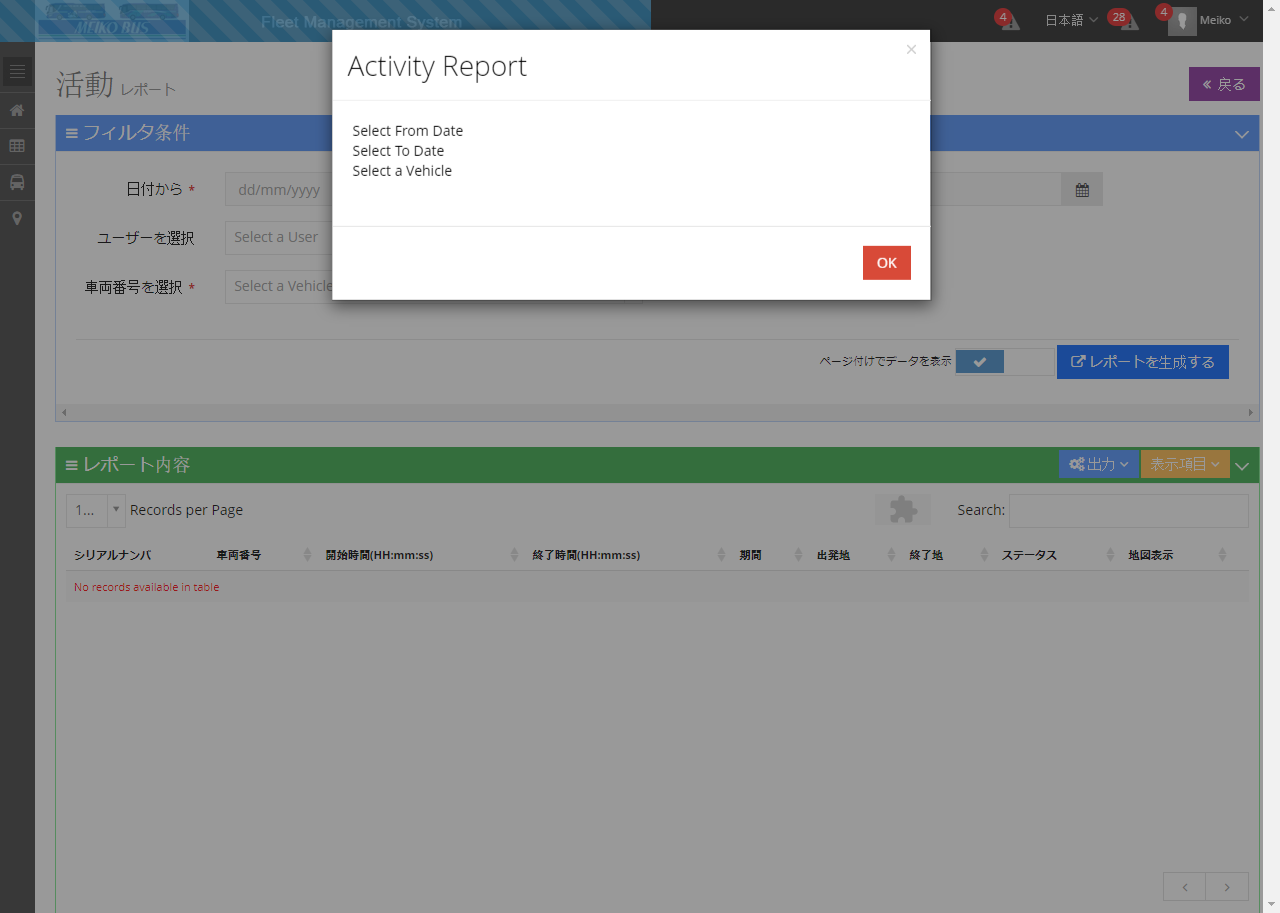 MEIKO BUS
Fleet Management System
4
日本語
28
4
Meiko
Activity Report
×
Select From Date
Select To Date
Select a Vehicle
OK
活動 レポート
戻る
フィルタ条件
日付から *
dd/mm/yyyy
ユーザーを選択
Select a User
車両番号を選択 *
Select a Vehicle
ページ付けでデータを表示
レポートを生成する
レポート内容
出力
表示項目
1...
Records per Page
Search:
シリアルナンバ 車両番号 開始時間(HH:mm:ss) 終了時間(HH:mm:ss) 期間 出発地 終了地 ステータス 地図表示
No records available in table